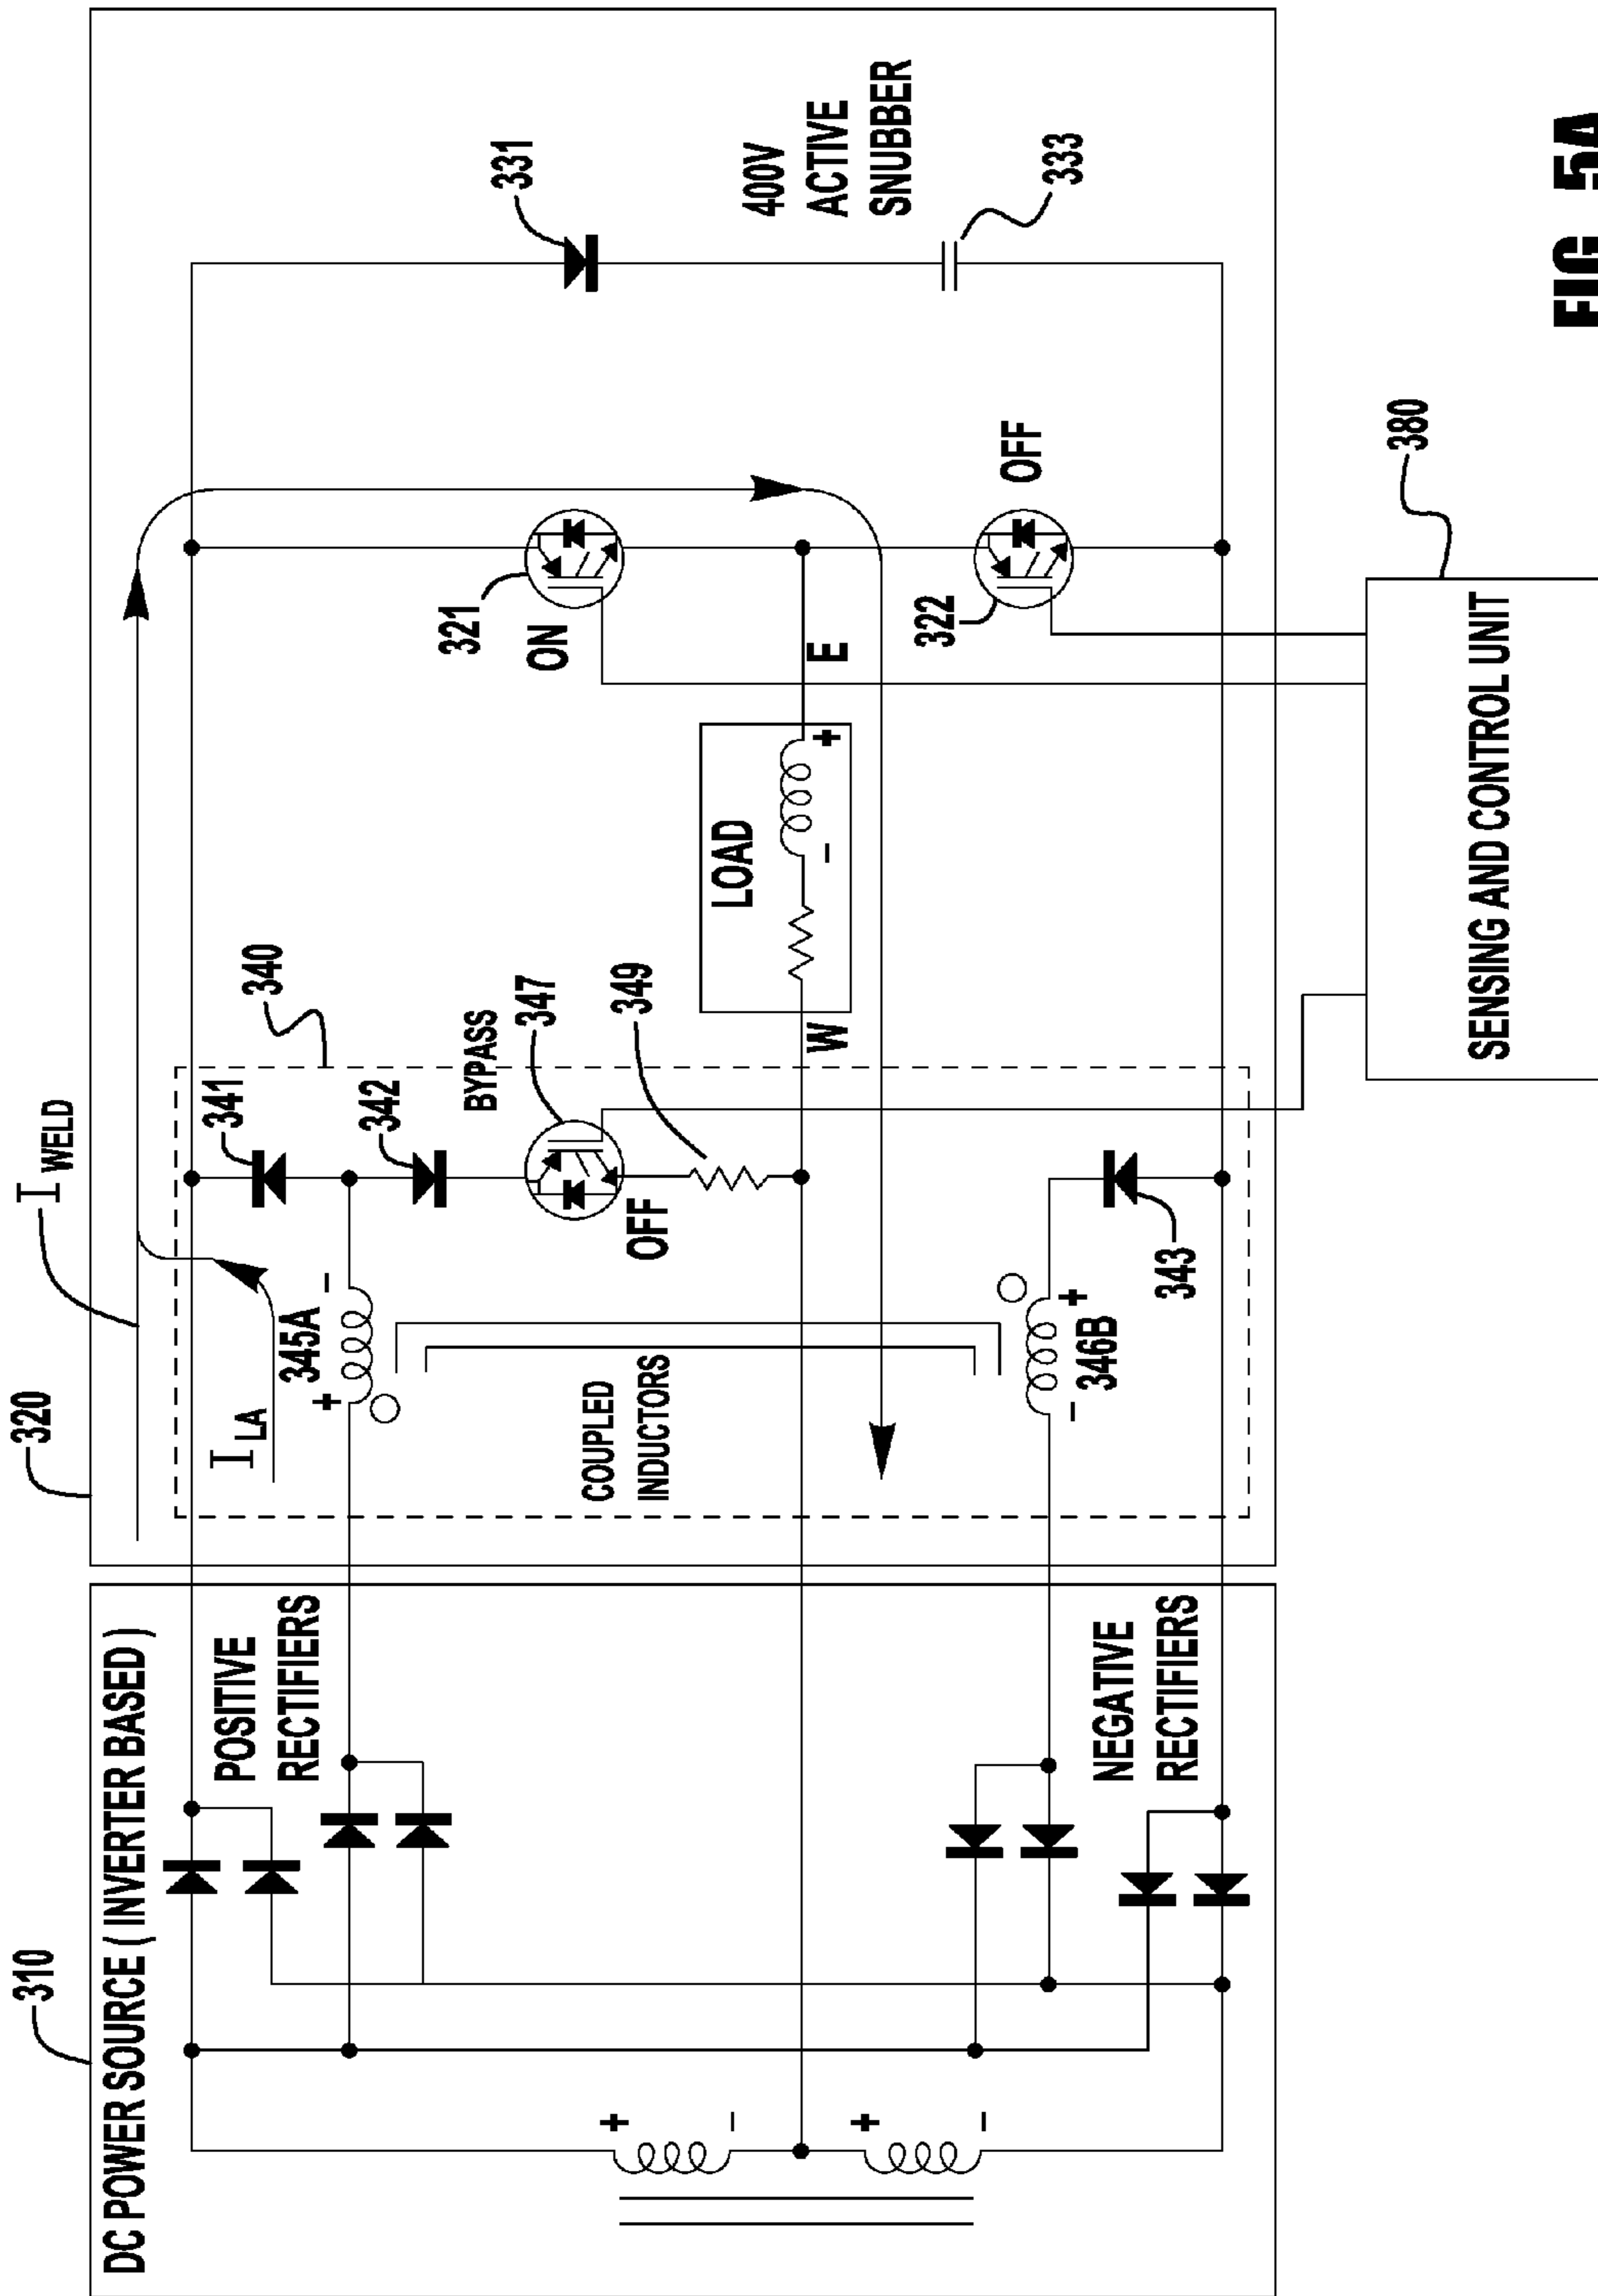 310
DC POWER SOURCE ( INVERTER BASED )
POSITIVE
RECTIFIERS
NEGATIVE
RECTIFIERS
+
-
+
-
320
I WELD
I LA
340
341
+
345A
-
342
BYPASS
347
349
OFF
COUPLED
INDUCTORS
W
-
346B
+
343
LOAD
-
+
E
321
ON
322
OFF
331
400V
ACTIVE
SNUBBER
333
380
SENSING AND CONTROL UNIT
FIG. 5A